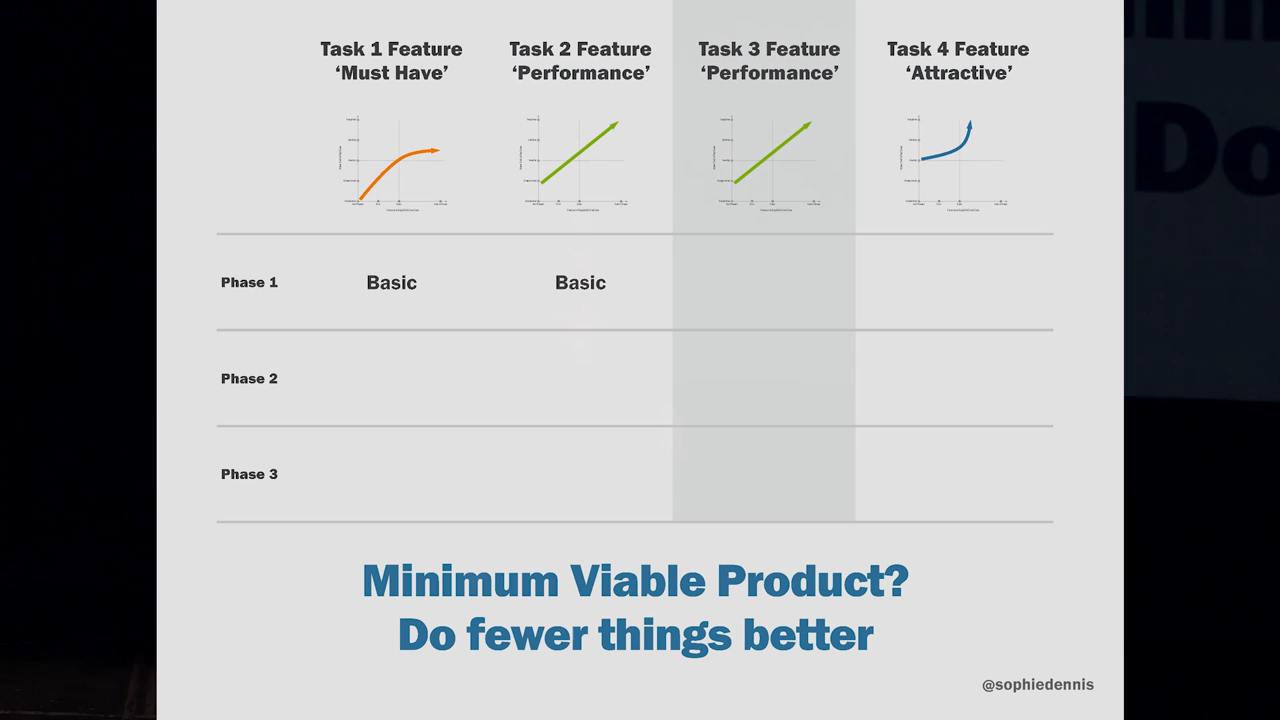 Task 1 Feature
‘Must Have’
Task 2 Feature
‘Performance’
Task 3 Feature
‘Performance’
Task 4 Feature
‘Attractive’
Phase 1
Basic
Basic
Phase 2
Phase 3
Minimum Viable Product?
Do fewer things better
@sophiedennis
Do